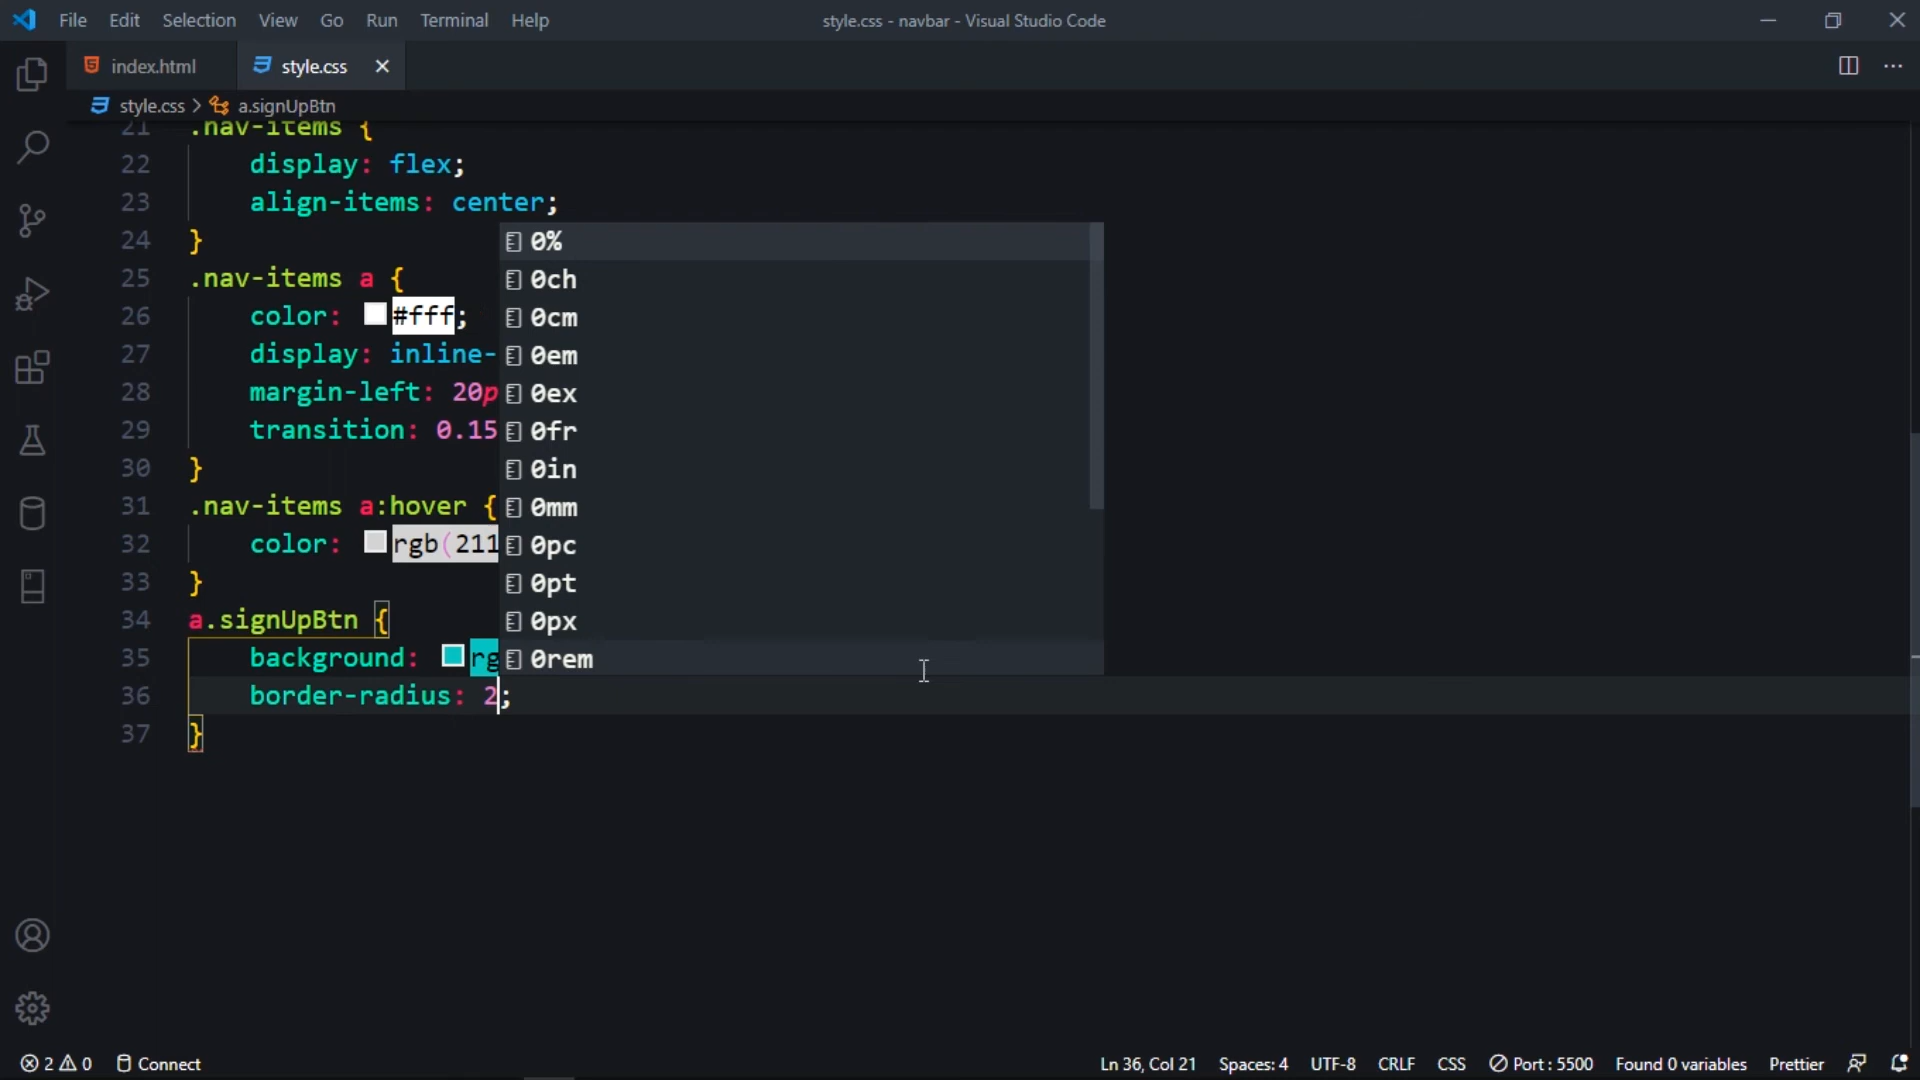 File Edit Selection View Go Run Terminal Help
style.css - navbar - Visual Studio Code
index.html
style.css
style.css > a.signUpBtn
21 .nav-items {
22 display: flex;
23 align-items: center;
24 }
25 .nav-items a {
26 color: #fff;
27 display: inline-
28 margin-left: 20p
29 transition: 0.15
30 }
31 .nav-items a:hover {
32 color: rgb(211
33 }
34 a.signUpBtn {
35 background: rg
36 border-radius: 2;
37 }
0%
0ch
0cm
0em
0ex
0fr
0in
0mm
0pc
0pt
0px
0rem
2 0 Connect
Ln 36, Col 21 Spaces: 4 UTF-8 CRLF CSS Port : 5500 Found 0 variables Prettier